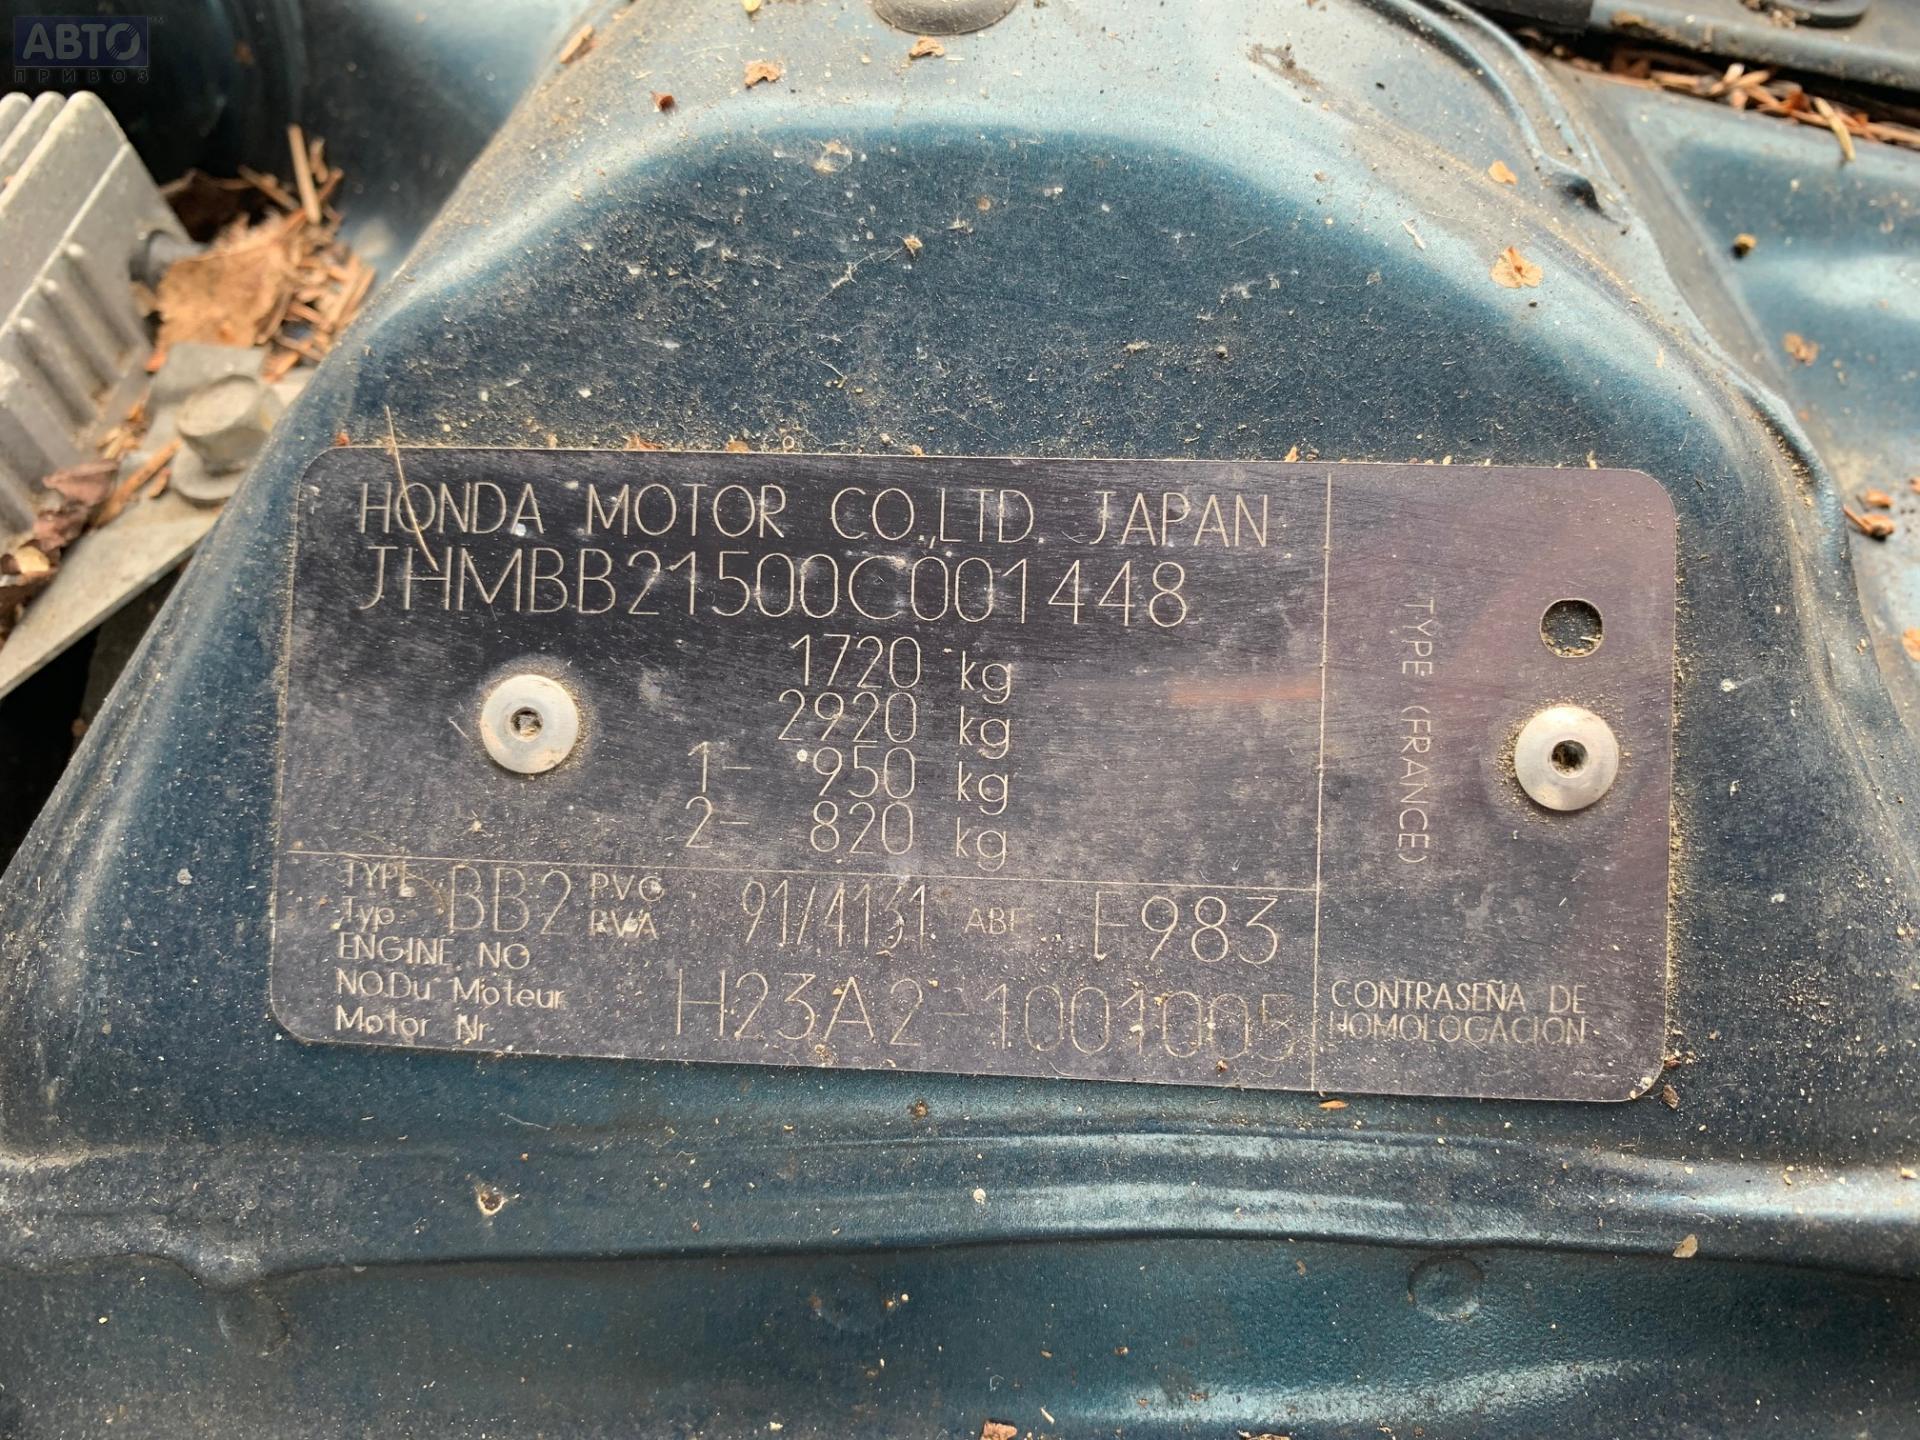 АВТО
ПРИВОЗ
HONDA MOTOR CO.,LTD. JAPAN
JHMBB21500C001448
1720 kg
2920 kg
1- 950 kg
2- 820 kg
TYPE
Typ BB2 PVG
RVA 91/4131 ABE E983
ENGINE. NO
NO.Du Moteur
Motor Nr H23A2-1001005
TYPE (FRANCE)
CONTRASEÑA DE
HOMOLOGACION